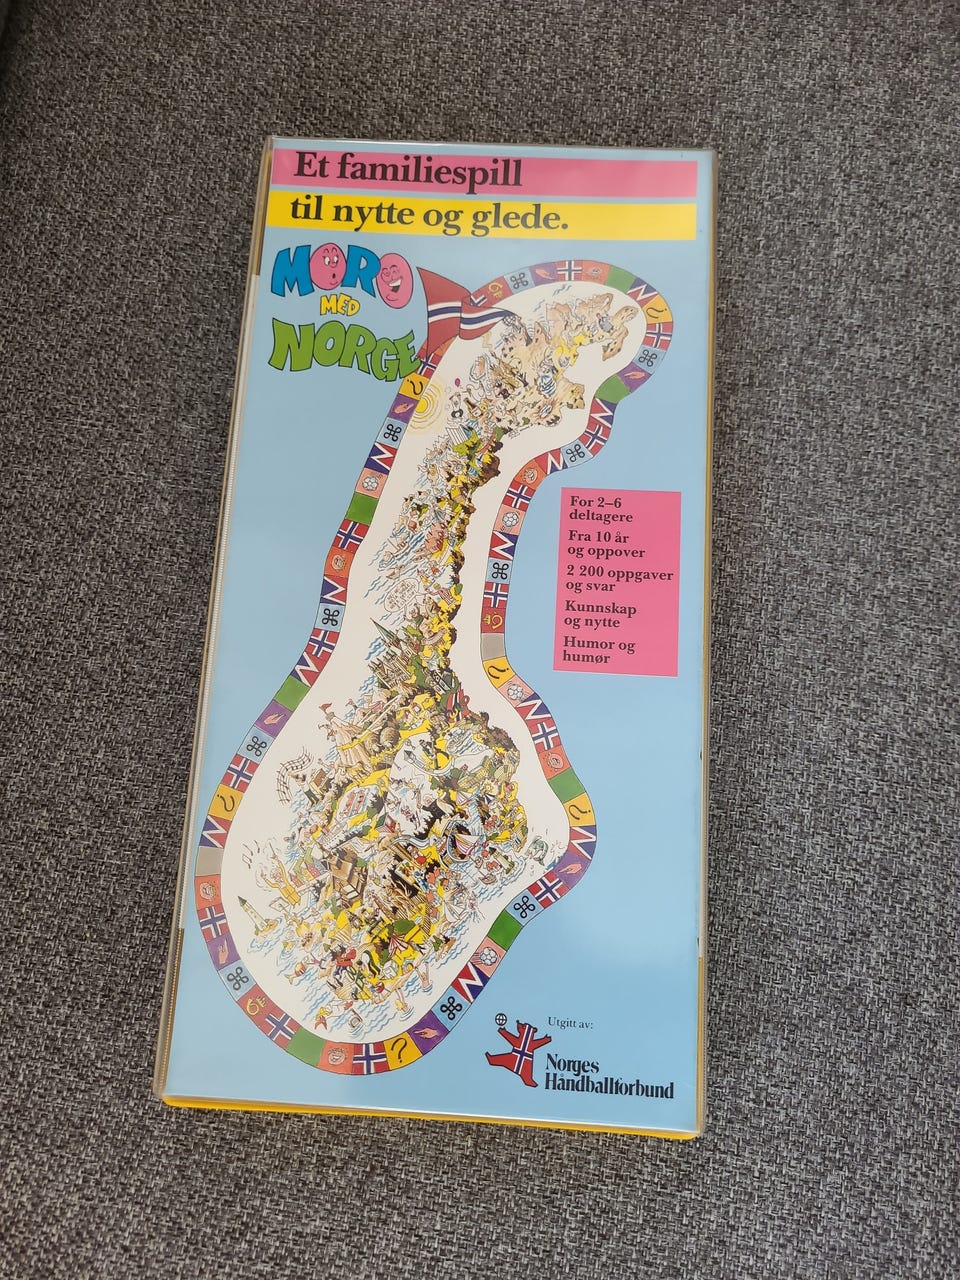 Et familiespill
til nytte og glede.
MORO
MED
NORGE
For 2–6
deltagere
Fra 10 år
og oppover
2 200 oppgaver
og svar
Kunnskap
og nytte
Humor og
humør
Utgitt av:
Norges
Håndballforbund